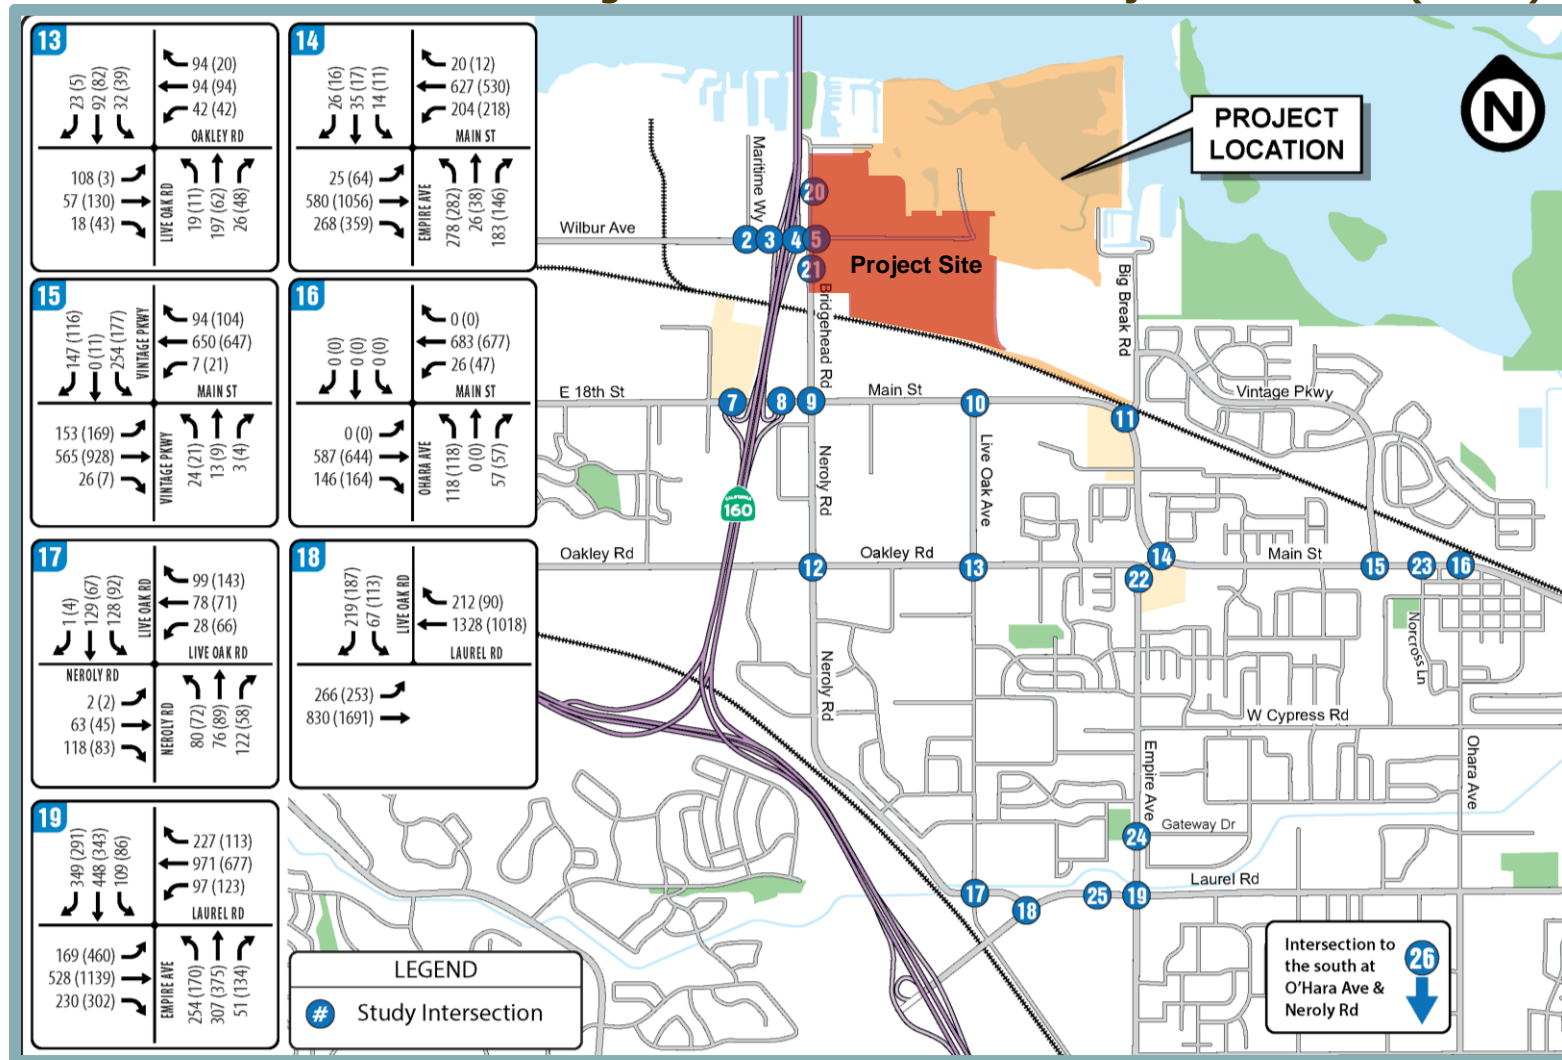 13
23 (5)
92 (82)
32 (39)
94 (20)
94 (94)
42 (42)
OAKLEY RD
108 (3)
57 (130)
18 (43)
LIVE OAK RD
19 (11)
197 (62)
26 (48)
14
26 (16)
35 (17)
14 (11)
20 (12)
627 (530)
204 (218)
MAIN ST
25 (64)
580 (1056)
268 (359)
EMPIRE AVE
278 (282)
26 (38)
183 (146)
15
147 (116)
0 (11)
254 (177)
VINTAGE PKWY
94 (104)
650 (647)
7 (21)
MAIN ST
153 (169)
565 (928)
26 (7)
VINTAGE PKWY
24 (21)
13 (9)
3 (4)
16
0 (0)
0 (0)
0 (0)
0 (0)
683 (677)
26 (47)
MAIN ST
0 (0)
587 (644)
146 (164)
OHARA AVE
118 (118)
0 (0)
57 (57)
17
1 (4)
129 (67)
128 (92)
LIVE OAK RD
99 (143)
78 (71)
28 (66)
LIVE OAK RD
NEROLY RD
2 (2)
63 (45)
118 (83)
NEROLY RD
80 (72)
76 (89)
122 (58)
18
219 (187)
67 (113)
LIVE OAK RD
212 (90)
1328 (1018)
LAUREL RD
266 (253)
830 (1691)
19
349 (291)
448 (343)
109 (86)
227 (113)
971 (677)
97 (123)
LAUREL RD
169 (460)
528 (1139)
230 (302)
EMPIRE AVE
254 (170)
307 (375)
51 (134)
LEGEND
# Study Intersection
PROJECT
LOCATION
N
Maritime Wy
20
Wilbur Ave
2 3 4 5
21
Project Site
Bridgehead Rd
Big Break Rd
E 18th St
7 8 9
Main St
10
11
Vintage Pkwy
Neroly Rd
Live Oak Ave
CALIFORNIA
160
Oakley Rd
12
Oakley Rd
13
14
22
Main St
15 23 16
Norcross Ln
Neroly Rd
W Cypress Rd
Empire Ave
Ohara Ave
24
Gateway Dr
17
18
25
19
Laurel Rd
Intersection to
the south at
O'Hara Ave &
Neroly Rd
26